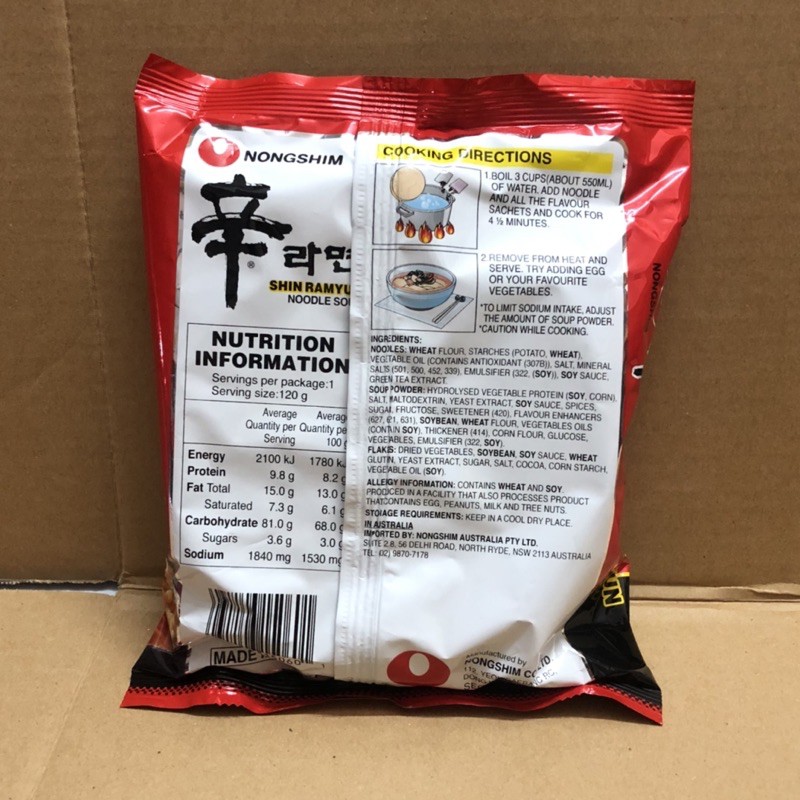 NONGSHIM
辛
라면
SHIN RAMYU
NOODLE SOU
NUTRITION
INFORMATION
Servings per package:1
Serving size:120 g
Average Average
Quantity per Quantity pe
Serving 100 g
Energy 2100 kJ 1780 k
Protein 9.8 g 8.2 g
Fat Total 15.0 g 13.0 g
Saturated 7.3 g 6.1 g
Carbohydrate 81.0 g 68.0 g
Sugars 3.6 g 3.0 g
Sodium 1840 mg 1530 mg
MADE
COOKING DIRECTIONS
1.BOIL 3 CUPS(ABOUT 550ML)
OF WATER. ADD NOODLE
AND ALL THE FLAVOUR
SACHETS AND COOK FOR
4 ½ MINUTES.
2.REMOVE FROM HEAT AND
SERVE. TRY ADDING EGG
OR YOUR FAVOURITE
VEGETABLES.
*TO LIMIT SODIUM INTAKE, ADJUST
THE AMOUNT OF SOUP POWDER.
*CAUTION WHILE COOKING.
INGREDIENTS:
NOODLES: WHEAT FLOUR, STARCHES (POTATO, WHEAT),
VEGETABLE OIL (CONTAINS ANTIOXIDANT (307B)), SALT, MINERAL
SALTS (501, 500, 452, 339), EMULSIFIER (322, (SOY)), SOY SAUCE,
GREEN TEA EXTRACT.
SOUP POWDER: HYDROLYSED VEGETABLE PROTEIN (SOY, CORN),
SALT, MALTODEXTRIN, YEAST EXTRACT, SOY SAUCE, SPICES,
SUGAR, FRUCTOSE, SWEETENER (420), FLAVOUR ENHANCERS
(627, 621, 631), SOYBEAN, WHEAT FLOUR, VEGETABLES OILS
(CONTAIN SOY), THICKENER (414), CORN FLOUR, GLUCOSE,
VEGETABLES, EMULSIFIER (322, SOY).
FLAKES: DRIED VEGETABLES, SOYBEAN, SOY SAUCE, WHEAT
GLUTIN, YEAST EXTRACT, SUGAR, SALT, COCOA, CORN STARCH,
VEGETABLE OIL (SOY).
ALLERGY INFORMATION: CONTAINS WHEAT AND SOY.
PRODUCED IN A FACILITY THAT ALSO PROCESSES PRODUCT
THAT CONTAINS EGG, PEANUTS, MILK AND TREE NUTS.
STORAGE REQUIREMENTS: KEEP IN A COOL DRY PLACE.
IN AUSTRALIA
IMPORTED BY: NONGSHIM AUSTRALIA PTY LTD.
SUITE 2.8, 56 DELHI ROAD, NORTH RYDE, NSW 2113 AUSTRALIA
TEL: (02) 9870-7178
Manufactured by
NONGSHIM CO.,LTD.
NONGSHIM